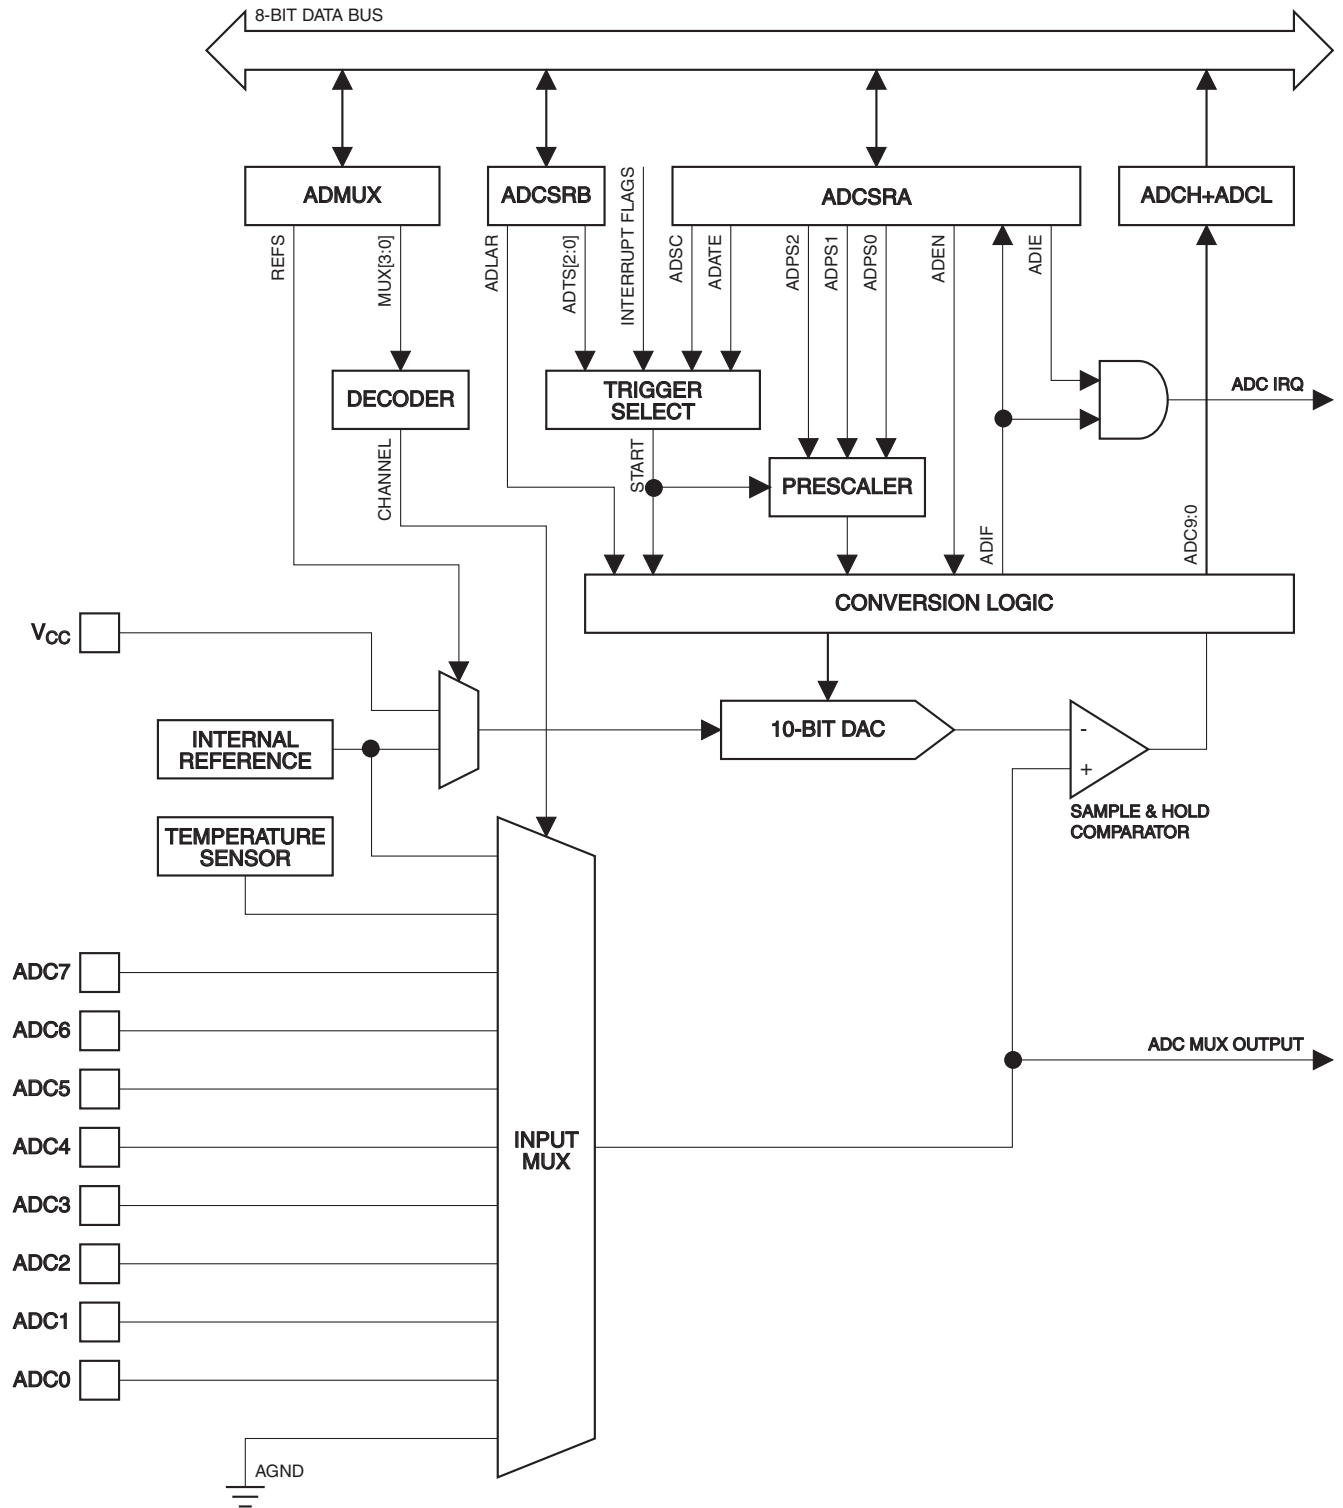 8-BIT DATA BUS
ADMUX
ADCSRB
ADCSRA
ADCH+ADCL
REFS
MUX[3:0]
ADLAR
ADTS[2:0]
INTERRUPT FLAGS
ADSC
ADATE
ADPS2
ADPS1
ADPS0
ADEN
ADIE
DECODER
TRIGGER
SELECT
ADC IRQ
CHANNEL
START
PRESCALER
ADIF
ADC9:0
CONVERSION LOGIC
VCC
INTERNAL
REFERENCE
10-BIT DAC
-
+
SAMPLE & HOLD
COMPARATOR
TEMPERATURE
SENSOR
ADC7
ADC6
ADC5
ADC4
ADC3
ADC2
ADC1
ADC0
INPUT
MUX
ADC MUX OUTPUT
AGND